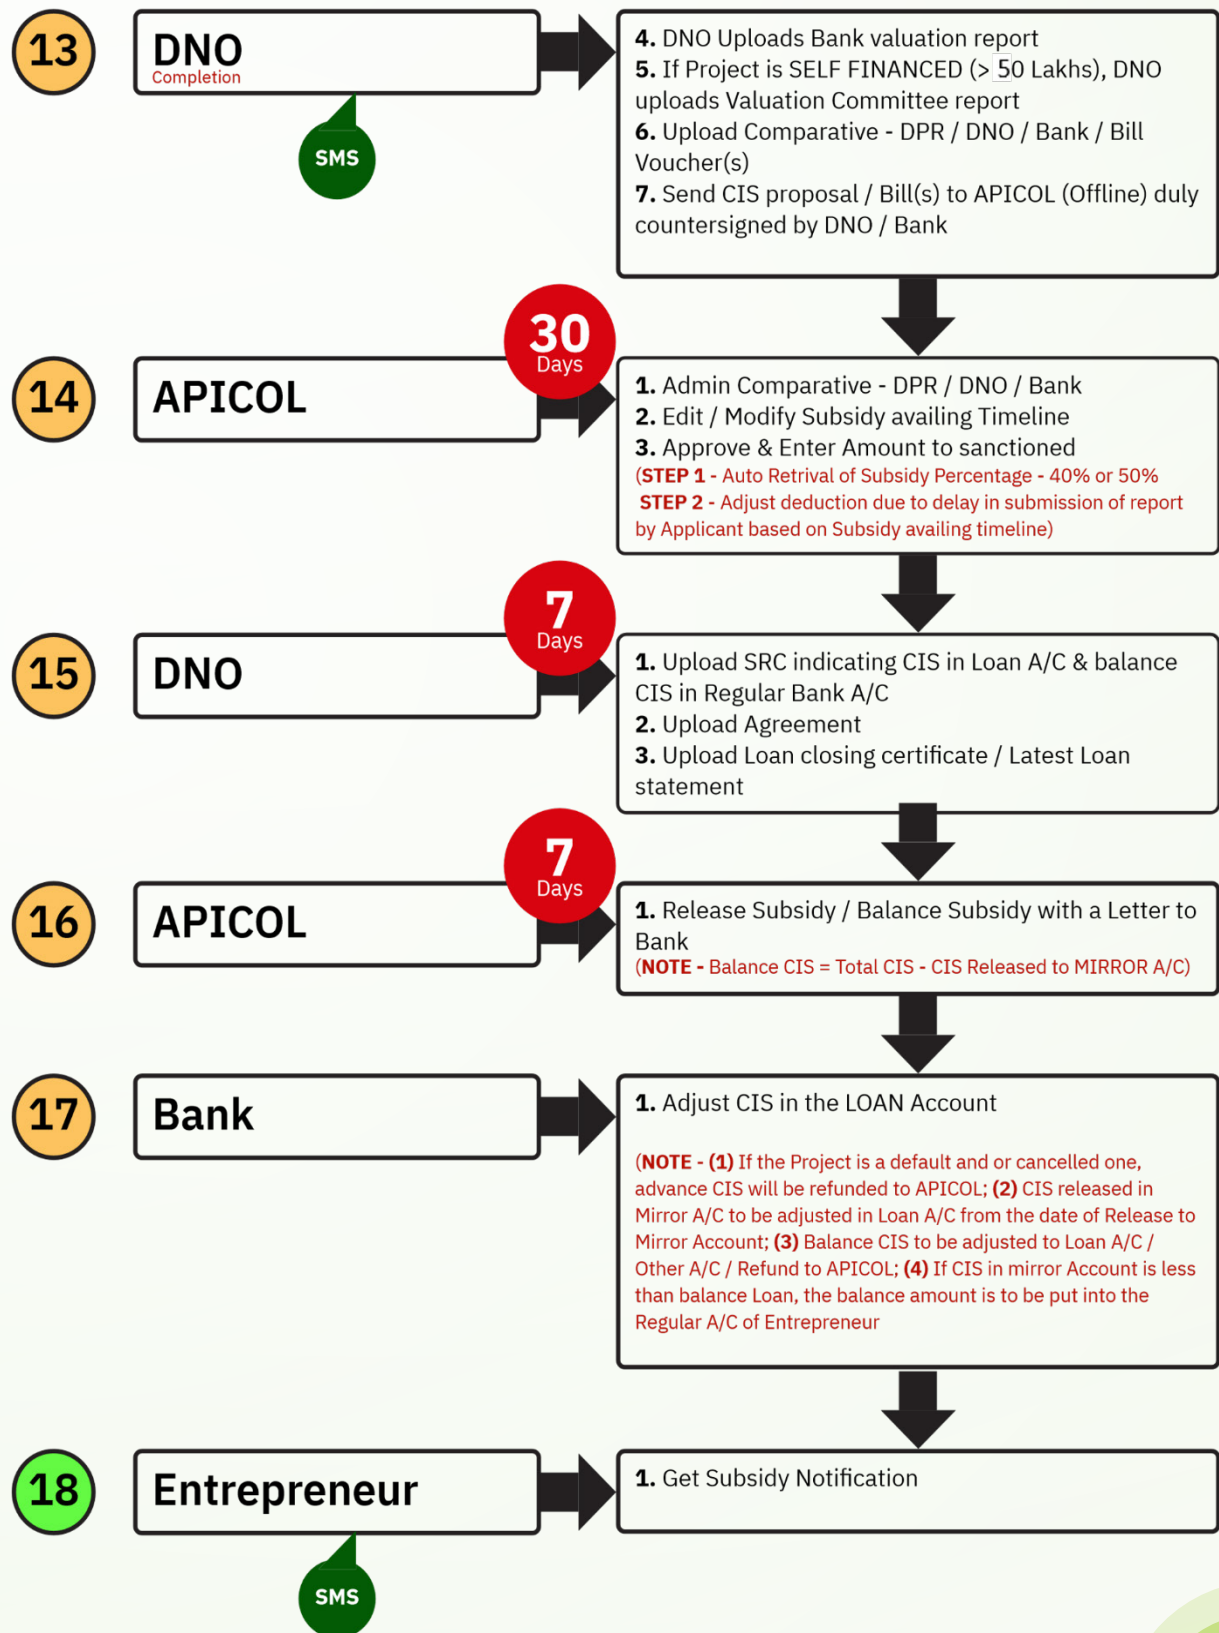 13
DNO
Completion
SMS
4. DNO Uploads Bank valuation report
5. If Project is SELF FINANCED (> 50 Lakhs), DNO
uploads Valuation Committee report
6. Upload Comparative - DPR / DNO / Bank / Bill
Voucher(s)
7. Send CIS proposal / Bill(s) to APICOL (Offline) duly
countersigned by DNO / Bank
14
APICOL
30
Days
1. Admin Comparative - DPR / DNO / Bank
2. Edit / Modify Subsidy availing Timeline
3. Approve & Enter Amount to sanctioned
(STEP 1 - Auto Retrival of Subsidy Percentage - 40% or 50%
STEP 2 - Adjust deduction due to delay in submission of report
by Applicant based on Subsidy availing timeline)
15
DNO
7
Days
1. Upload SRC indicating CIS in Loan A/C & balance
CIS in Regular Bank A/C
2. Upload Agreement
3. Upload Loan closing certificate / Latest Loan
statement
16
APICOL
7
Days
1. Release Subsidy / Balance Subsidy with a Letter to
Bank
(NOTE - Balance CIS = Total CIS - CIS Released to MIRROR A/C)
17
Bank
1. Adjust CIS in the LOAN Account
(NOTE - (1) If the Project is a default and or cancelled one,
advance CIS will be refunded to APICOL; (2) CIS released in
Mirror A/C to be adjusted in Loan A/C from the date of Release to
Mirror Account; (3) Balance CIS to be adjusted to Loan A/C /
Other A/C / Refund to APICOL; (4) If CIS in mirror Account is less
than balance Loan, the balance amount is to be put into the
Regular A/C of Entrepreneur
18
Entrepreneur
SMS
1. Get Subsidy Notification